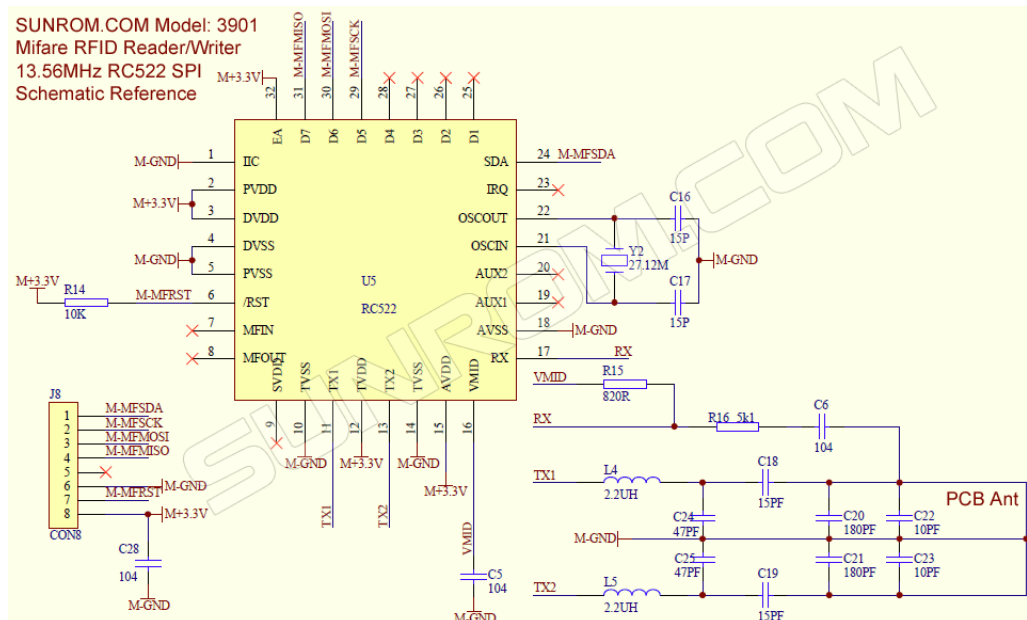 SUNROM.COM Model: 3901
Mifare RFID Reader/Writer
13.56MHz RC522 SPI
Schematic Reference
M+3.3V
M-MFMISO
M-MFMOSI
M-MFSCK
32
31
30
29
28
27
26
25
EA
D7
D6
D5
D4
D3
D2
D1
M-GND
1
IIC
2
PVDD
M+3.3V
3
DVDD
4
DVSS
M-GND
5
PVSS
M+3.3V
R14
10K
M-MFRST
6
/RST
7
MFIN
8
MFOUT
U5
RC522
SDA
24
M-MFSDA
IRQ
23
OSCOUT
22
OSCIN
21
AUX2
20
AUX1
19
AVSS
18
M-GND
RX
17
RX
C16
15P
Y2
27.12M
M-GND
C17
15P
SVDD
TVSS
TX1
TVDD
TX2
TVSS
AVDD
VMID
9
10
11
12
13
14
15
16
M-GND
M+3.3V
M-GND
M+3.3V
TX1
TX2
VMID
C5
104
M-GND
J8
1
M-MFSDA
2
M-MFSCK
3
M-MFMOSI
4
M-MFMISO
5
6
M-GND
7
M-MFRST
8
M+3.3V
CON8
C28
104
M-GND
VMID
R15
820R
RX
R16 5k1
C6
104
TX1
L4
2.2UH
C18
15PF
PCB Ant
C24
47PF
C20
180PF
C22
10PF
M-GND
C25
47PF
C21
180PF
C23
10PF
TX2
L5
2.2UH
C19
15PF
SUNROM.COM SUNROM.COM